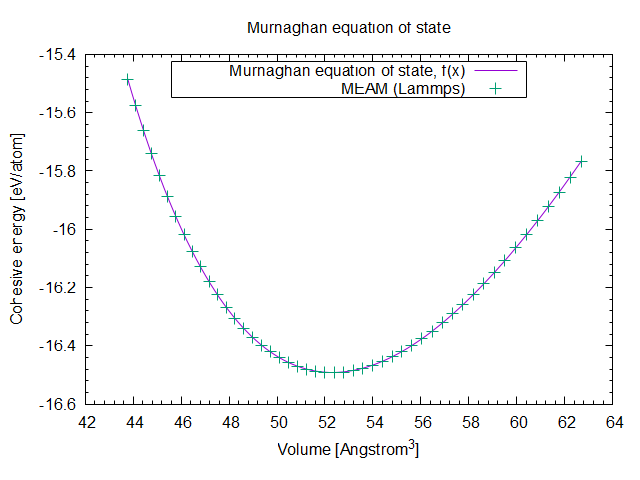 Murnaghan equation of state
Murnaghan equation of state, f(x)
MEAM (Lammps)
-15.4
-15.6
-15.8
-16
-16.2
-16.4
-16.6
Cohesive energy [eV/atom]
42 44 46 48 50 52 54 56 58 60 62 64
Volume [Angstrom³]